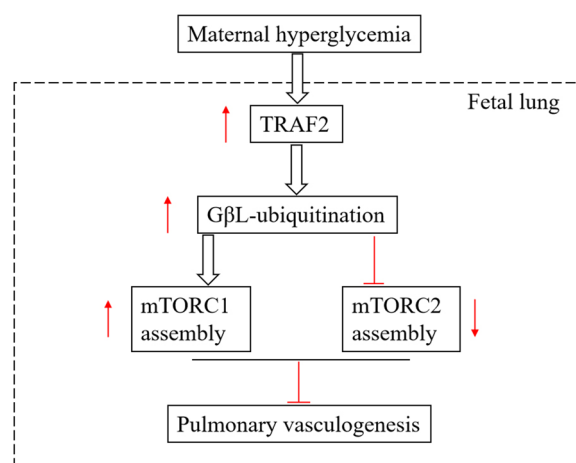 Maternal hyperglycemia
Fetal lung
TRAF2
GβL-ubiquitination
mTORC1
assembly
mTORC2
assembly
Pulmonary vasculogenesis